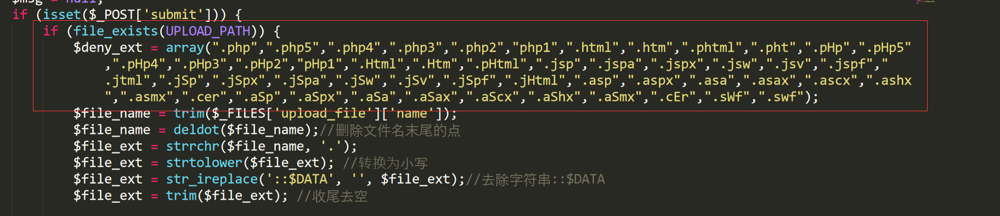 $msg = null;
if (isset($_POST['submit'])) {
if (file_exists(UPLOAD_PATH)) {
$deny_ext = array(".php",".php5",".php4",".php3",".php2","php1",".html",".htm",".phtml",".pht",".pHp",".pHp5"
,".pHp4",".pHp3",".pHp2","pHp1",".Html",".Htm",".pHtml",".jsp",".jspa",".jspx",".jsw",".jsv",".jspf","
.jtml",".jSp",".jSpx",".jSpa",".jSw",".jSv",".jSpf",".jHtml",".asp",".aspx",".asa",".asax",".ascx",".ashx
",".asmx",".cer",".aSp",".aSpx",".aSa",".aSax",".aScx",".aShx",".aSmx",".cEr",".sWf",".swf");
$file_name = trim($_FILES['upload_file']['name']);
$file_name = deldot($file_name);//删除文件名末尾的点
$file_ext = strrchr($file_name, '.');
$file_ext = strtolower($file_ext); //转换为小写
$file_ext = str_ireplace('::$DATA', '', $file_ext);//去除字符串::$DATA
$file_ext = trim($file_ext); //收尾去空